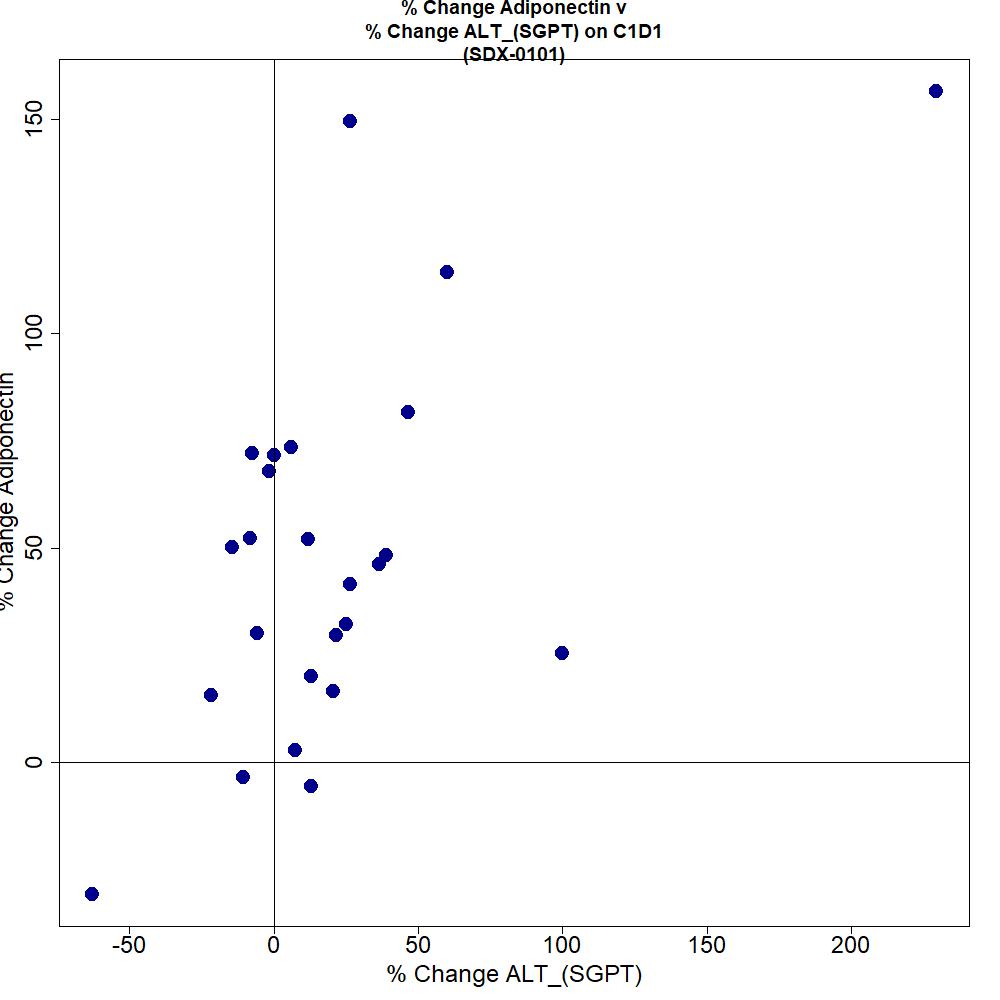 % Change Adiponectin v
% Change ALT_(SGPT) on C1D1
(SDX-0101)
% Change Adiponectin
150
100
50
0
-50
0
50
100
150
200
% Change ALT_(SGPT)